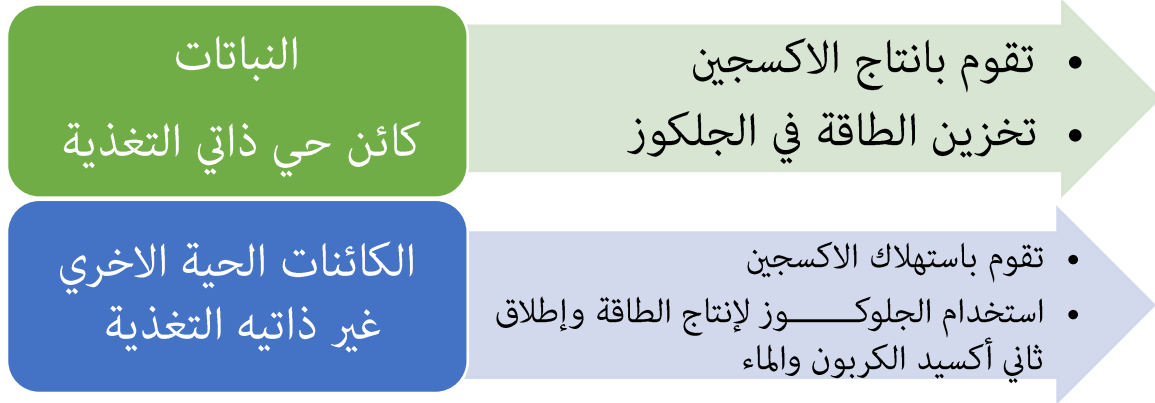 النباتات
كائن حي ذاتي التغذية
• تقوم بانتاج الاكسجين
• تخزين الطاقة في الجلكوز
الكائنات الحية الاخري
غير ذاتيه التغذية
• تقوم باستهلاك الاكسجين
• استخدام الجلوكـــــــوز لإنتاج الطاقة وإطلاق
ثاني أكسيد الكربون والماء